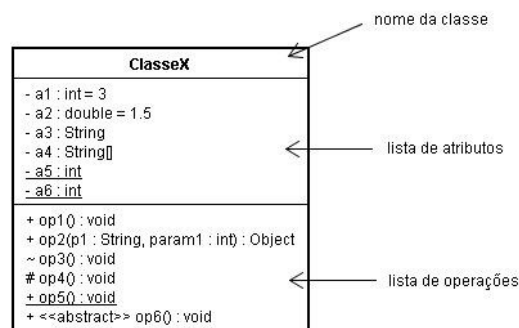 nome da classe
ClasseX
- a1 : int = 3
- a2 : double = 1.5
- a3 : String
- a4 : String[]
- a5 : int
- a6 : int
lista de atributos
+ op1() : void
+ op2(p1 : String, param1 : int) : Object
~ op3() : void
# op4() : void
+ op5() : void
+ <<abstract>> op6() : void
lista de operações